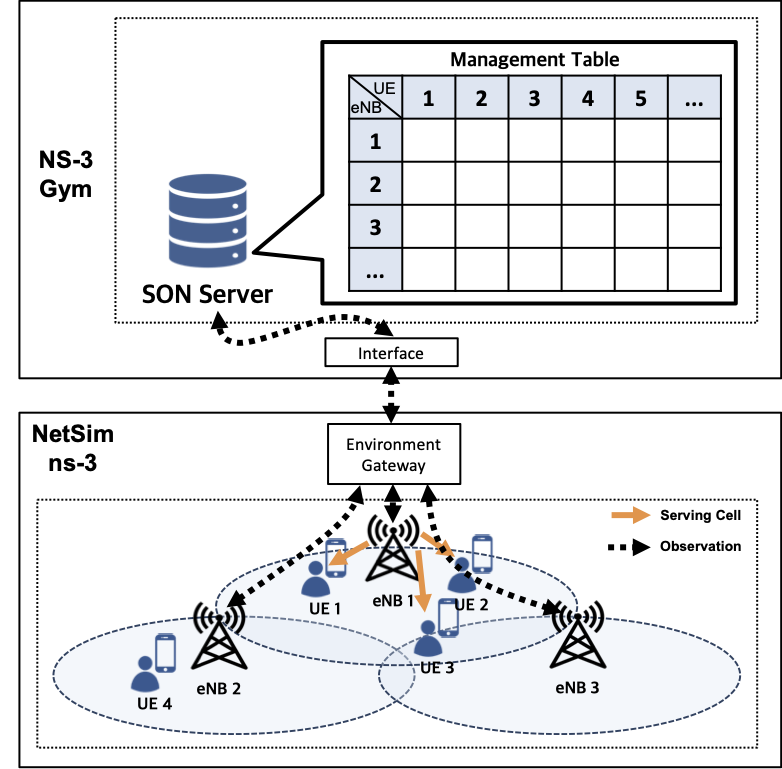 NS-3
Gym
Management Table
UE
eNB
1 2 3 4 5 ...
1
2
3
...
SON Server
Interface
NetSim
ns-3
Environment
Gateway
Serving Cell
Observation
UE 1
eNB 1
UE 2
UE 3
UE 4
eNB 2
eNB 3